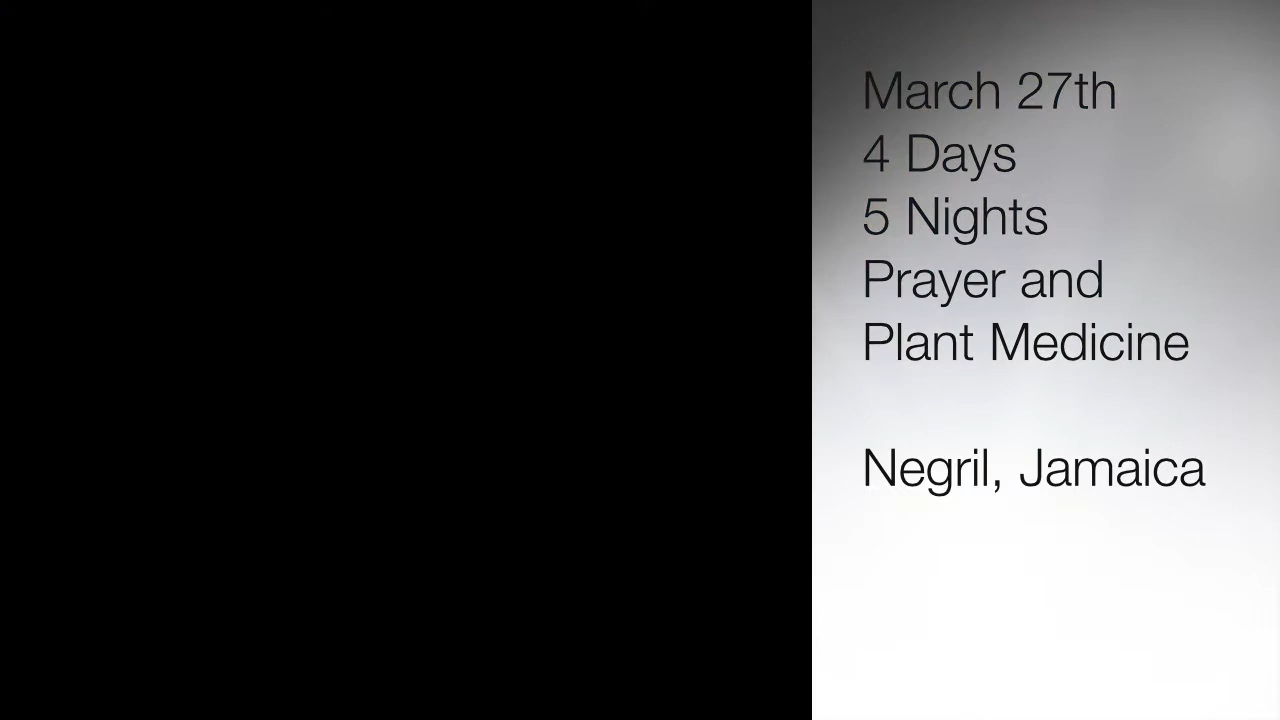 March 27th
4 Days
5 Nights
Prayer and
Plant Medicine
Negril, Jamaica